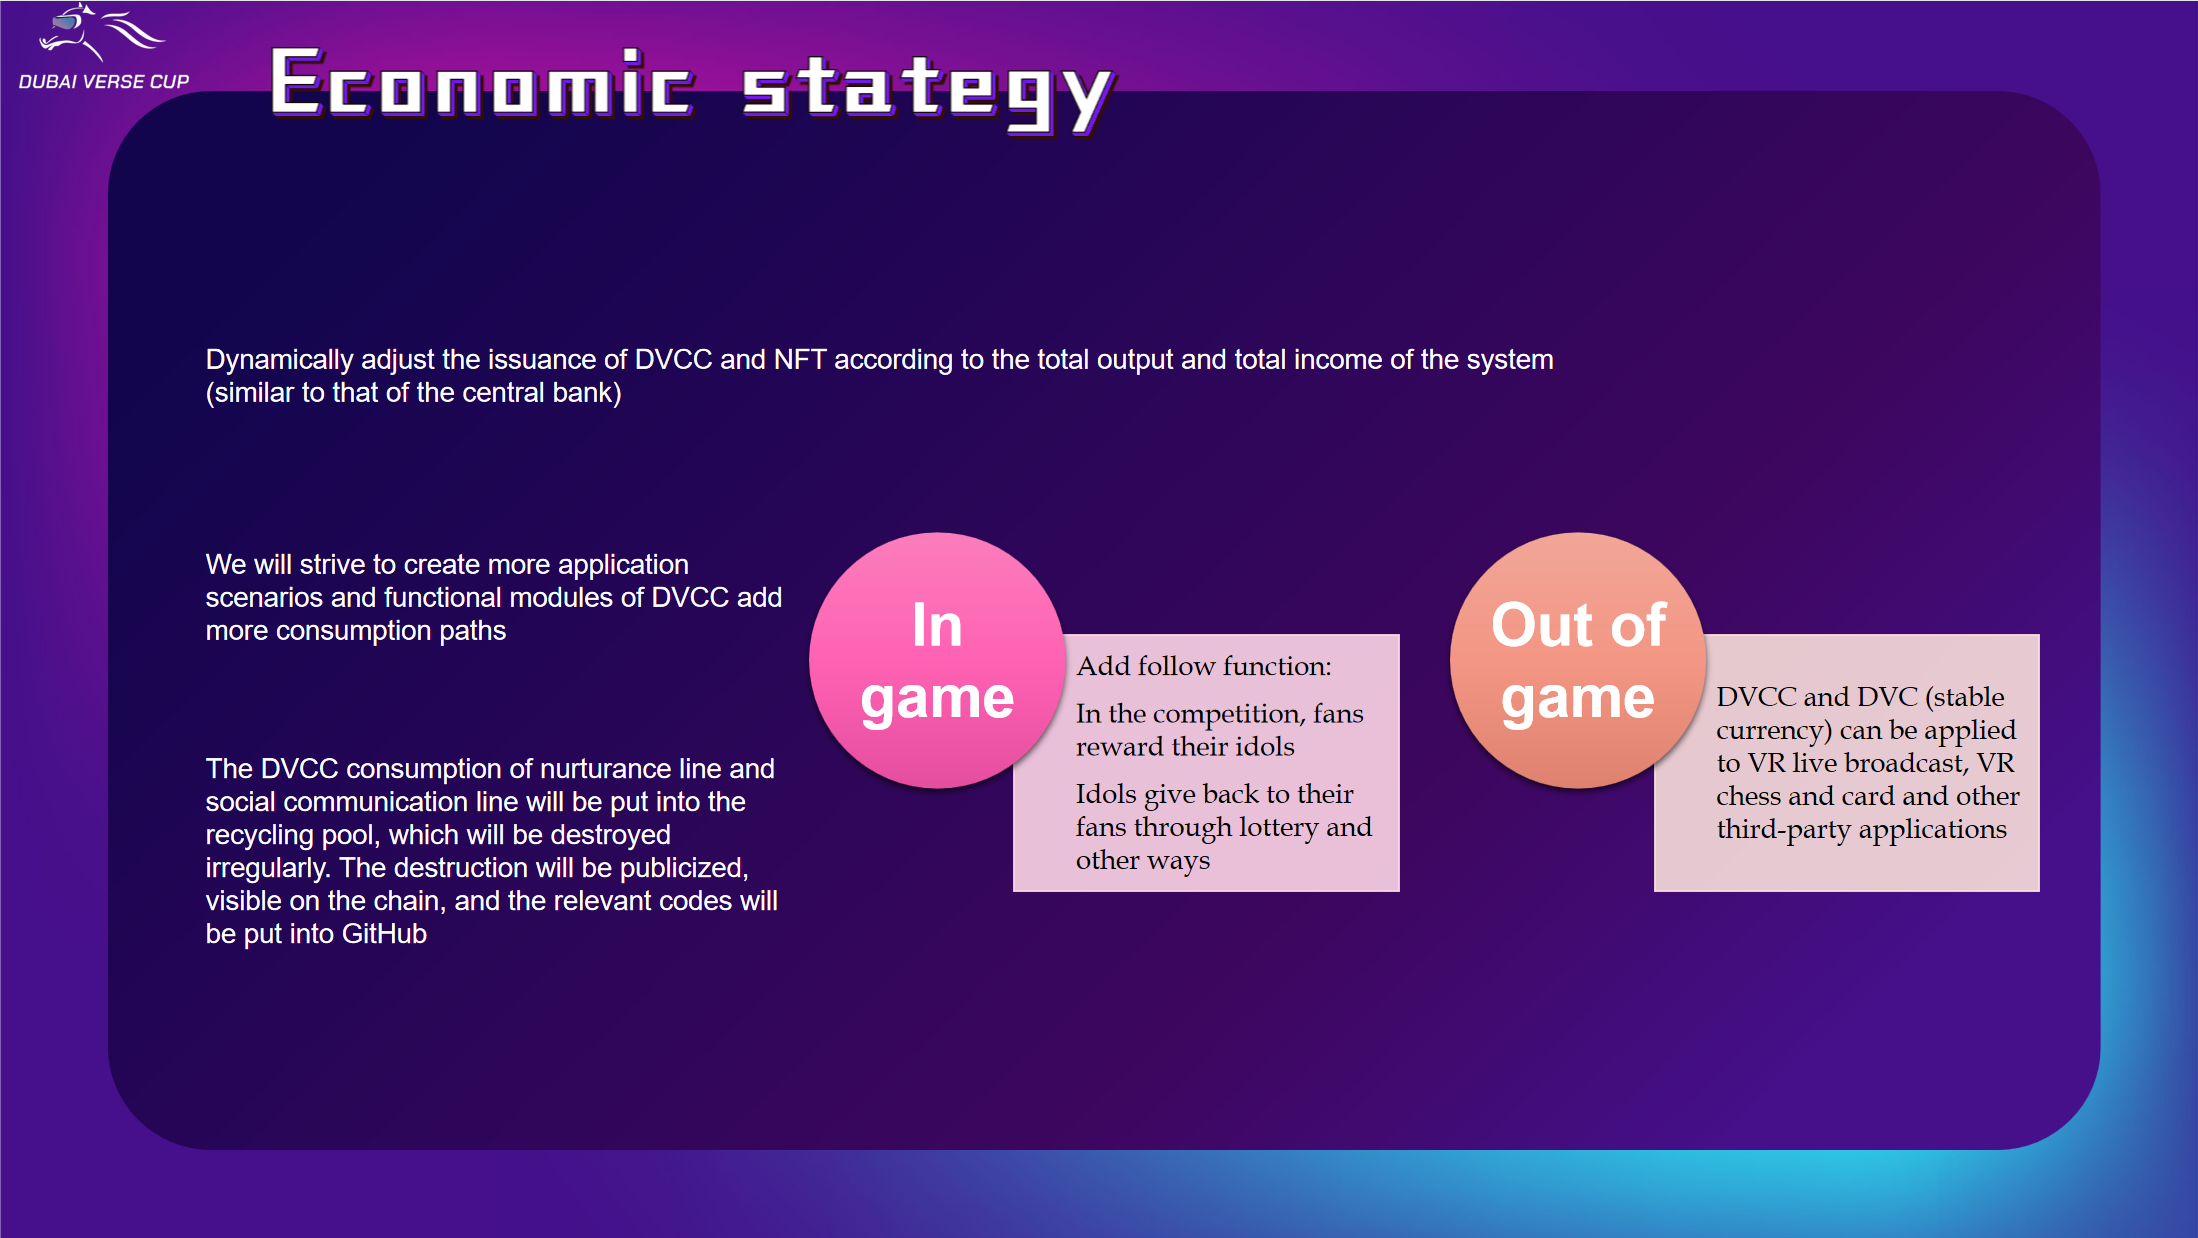 DUBAI VERSE CUP
Economic stategy
Dynamically adjust the issuance of DVCC and NFT according to the total output and total income of the system
(similar to that of the central bank)
We will strive to create more application
scenarios and functional modules of DVCC add
more consumption paths
The DVCC consumption of nurturance line and
social communication line will be put into the
recycling pool, which will be destroyed
irregularly. The destruction will be publicized,
visible on the chain, and the relevant codes will
be put into GitHub
In
game
Add follow function:
In the competition, fans
reward their idols
Idols give back to their
fans through lottery and
other ways
Out of
game
DVCC and DVC (stable
currency) can be applied
to VR live broadcast, VR
chess and card and other
third-party applications